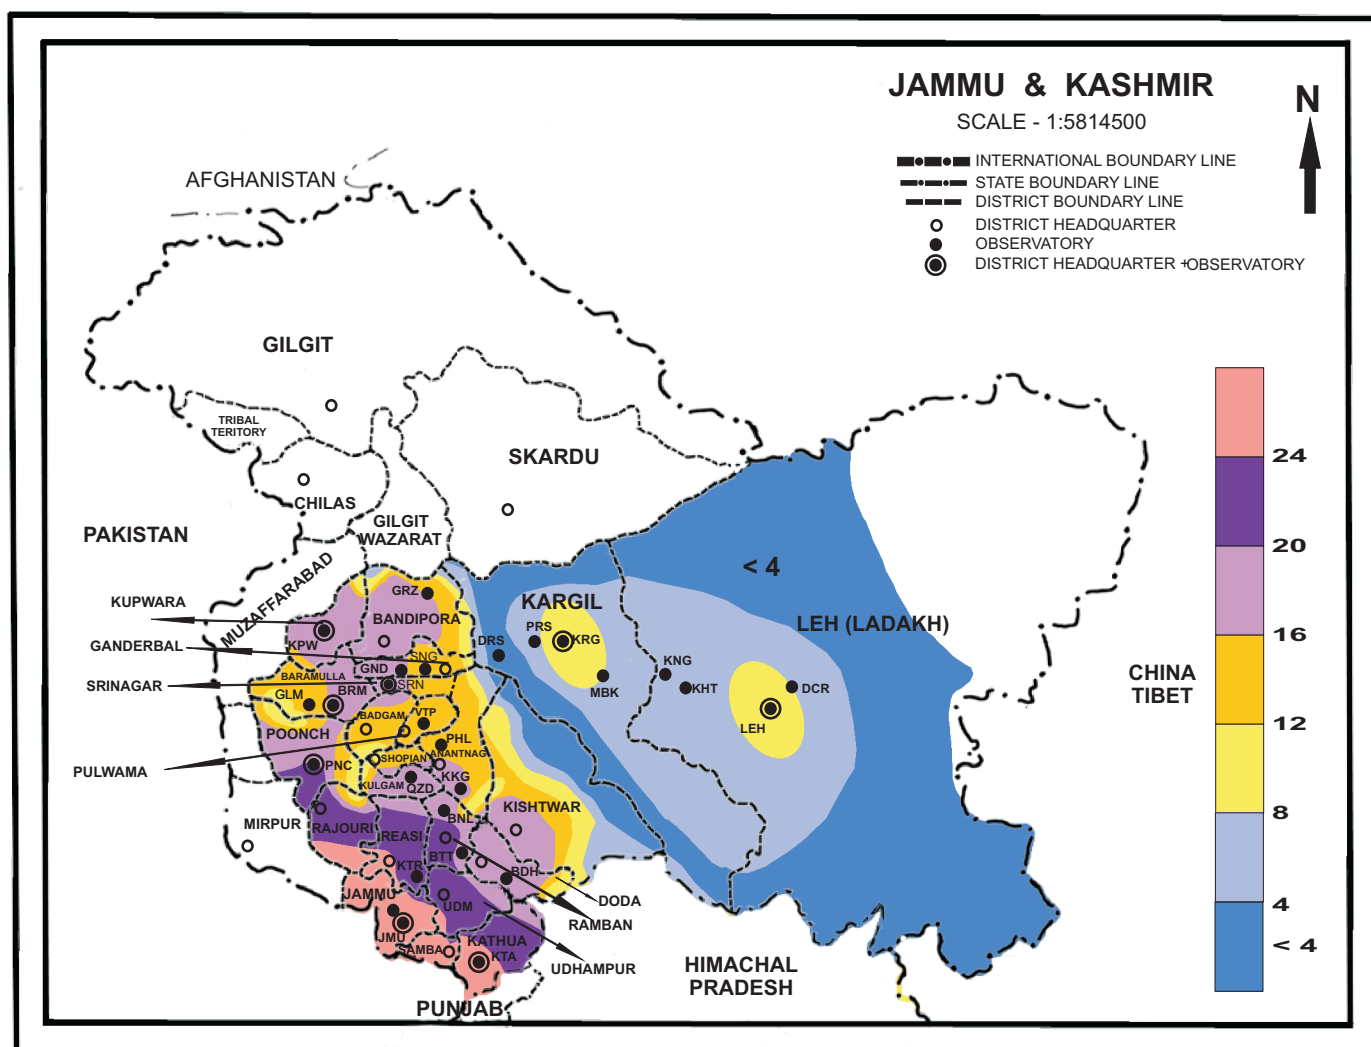 JAMMU & KASHMIR
SCALE - 1:5814500
N
INTERNATIONAL BOUNDARY LINE
STATE BOUNDARY LINE
DISTRICT BOUNDARY LINE
DISTRICT HEADQUARTER
OBSERVATORY
DISTRICT HEADQUARTER +OBSERVATORY
AFGHANISTAN
GILGIT
TRIBAL
TERITORY
SKARDU
CHILAS
GILGIT
WAZARAT
PAKISTAN
MUZAFFARABAD
< 4
KUPWARA
GRZ
BANDIPORA
KARGIL
LEH (LADAKH)
PRS
KRG
DRS
KPW
GANDERBAL
SNG
GND
KNG
SRINAGAR
BARAMULLA
SRN
BRM
GLM
MBK
KHT
DCR
LEH
BADGAM
VTP
POONCH
PHL
PULWAMA
PNC
SHOPIAN
ANANTNAG
KULGAM
QZD
KKG
KISHTWAR
MIRPUR
RAJOURI
REASI
BNL
BTT
KTR
BDH
DODA
JAMMU
UDM
RAMBAN
JMU
SAMBA
KATHUA
KTA
UDHAMPUR
HIMACHAL
PRADESH
PUNJAB
CHINA
TIBET
24
20
16
12
8
4
< 4